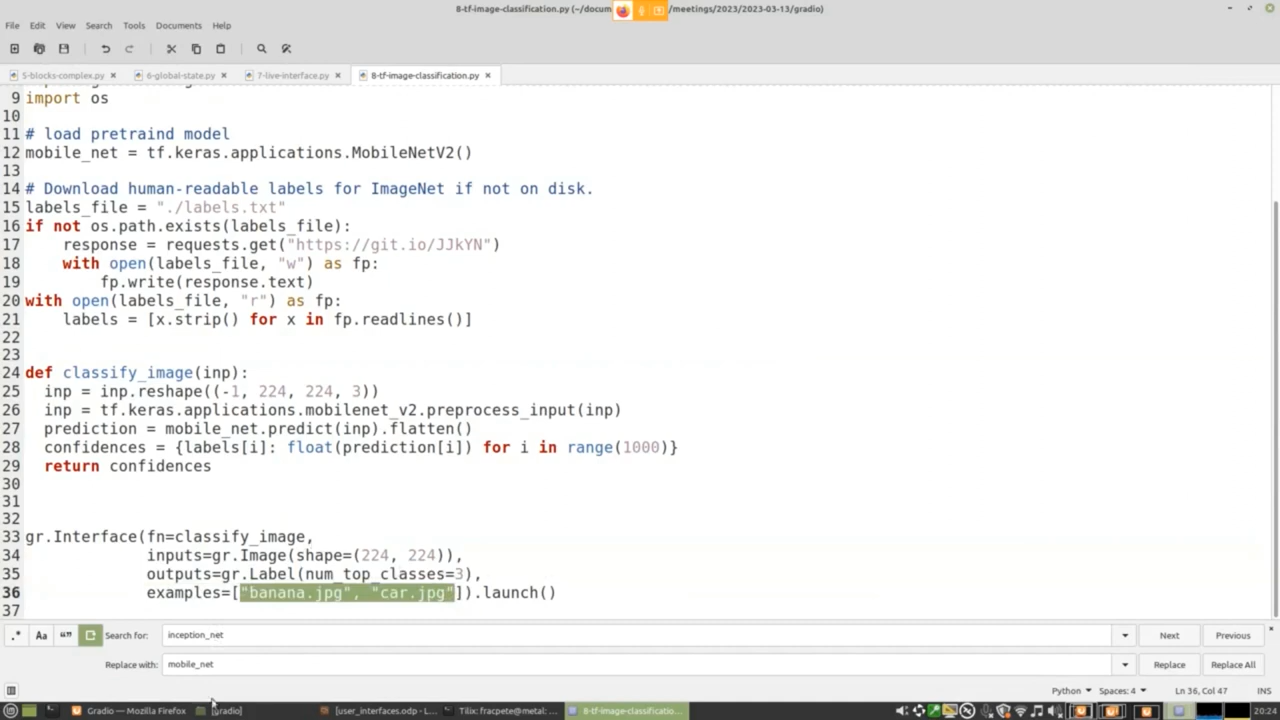 8-tf-image-classification.py (~/docum /meetings/2023/2023-03-13/gradio)
File Edit View Search Tools Documents Help
5-blocks-complex.py 6-global-state.py 7-live-interface.py 8-tf-image-classification.py
9 import os
10
11 # load pretraind model
12 mobile_net = tf.keras.applications.MobileNetV2()
13
14 # Download human-readable labels for ImageNet if not on disk.
15 labels_file = "./labels.txt"
16 if not os.path.exists(labels_file):
17     response = requests.get("https://git.io/JJkYN")
18     with open(labels_file, "w") as fp:
19         fp.write(response.text)
20 with open(labels_file, "r") as fp:
21     labels = [x.strip() for x in fp.readlines()]
22
23
24 def classify_image(inp):
25   inp = inp.reshape((-1, 224, 224, 3))
26   inp = tf.keras.applications.mobilenet_v2.preprocess_input(inp)
27   prediction = mobile_net.predict(inp).flatten()
28   confidences = {labels[i]: float(prediction[i]) for i in range(1000)}
29   return confidences
30
31
32
33 gr.Interface(fn=classify_image,
34              inputs=gr.Image(shape=(224, 224)),
35              outputs=gr.Label(num_top_classes=3),
36              examples=["banana.jpg", "car.jpg"]).launch()
37
.* Aa “” Search for: inception_net Next Previous
Replace with: mobile_net Replace Replace All
Python Spaces: 4 Ln 36, Col 47 INS
Gradio — Mozilla Firefox [gradio] [user_interfaces.odp - L... Tilix: fracpete@metal: ... 8-tf-image-classificatio... 20:24